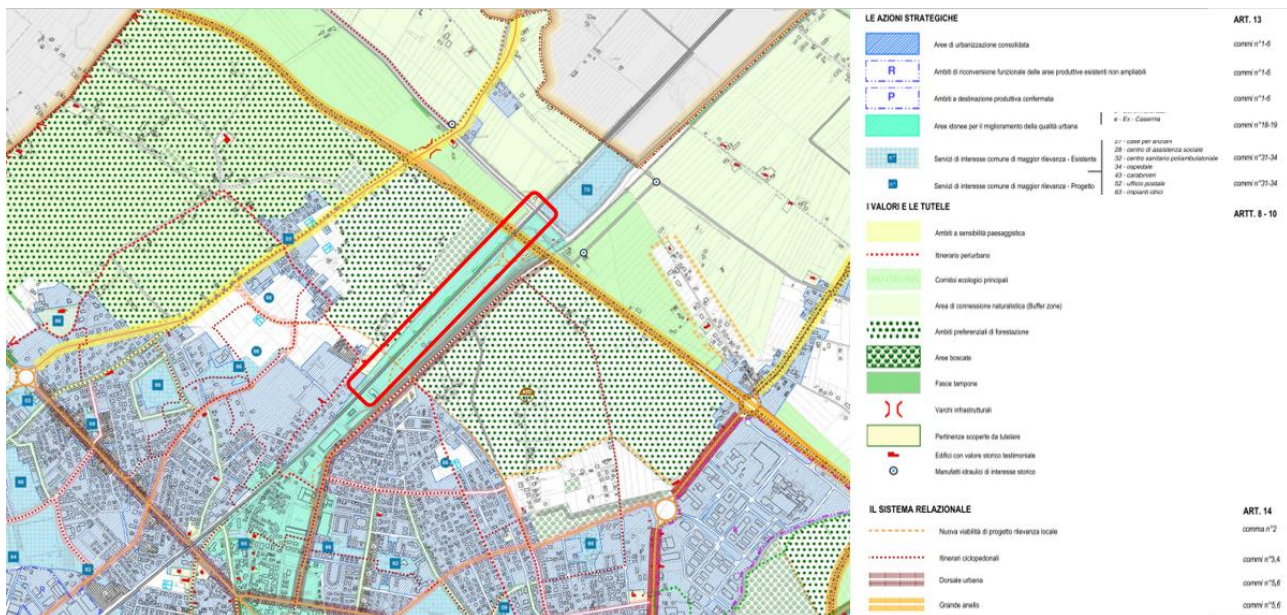 LE AZIONI STRATEGICHE ART. 13
Aree di urbanizzazione consolidata commi n°1-6
R Ambiti di riconversione funzionale delle aree produttive esistenti non ampliabili commi n°1-6
P Ambiti a destinazione produttiva confermata commi n°1-6
Aree idonee per il miglioramento della qualità urbana e - Ex - Caserma commi n°18-19
27 - case per anziani
28 - centro di assistenza sociale
Servizi di interesse comune di maggior rilevanza - Esistente 32 - centro sanitario poliambulatoriale commi n°31-34
34 - ospedale
43 - carabinieri
52 - ufficio postale
Servizi di interesse comune di maggior rilevanza - Progetto commi n°31-34
63 - impianti idrici
I VALORI E LE TUTELE ARTT. 8 - 10
Ambiti a sensibilità paesaggistica
Itinerario periurbano
Corridoi ecologici principali
Area di connessione naturalistica (Buffer zone)
Ambiti preferenziali di forestazione
Aree boscate
Fasce tampone
Varchi infrastrutturali
Pertinenze scoperte da tutelare
Edifici con valore storico testimoniale
Manufatti idraulici di interesse storico
IL SISTEMA RELAZIONALE ART. 14
Nuova viabilità di progetto rilevanza locale comma n°2
Itinerari ciclopedonali commi n°3,4
Dorsale urbana commi n°5,6
Grande anello commi n°5,6